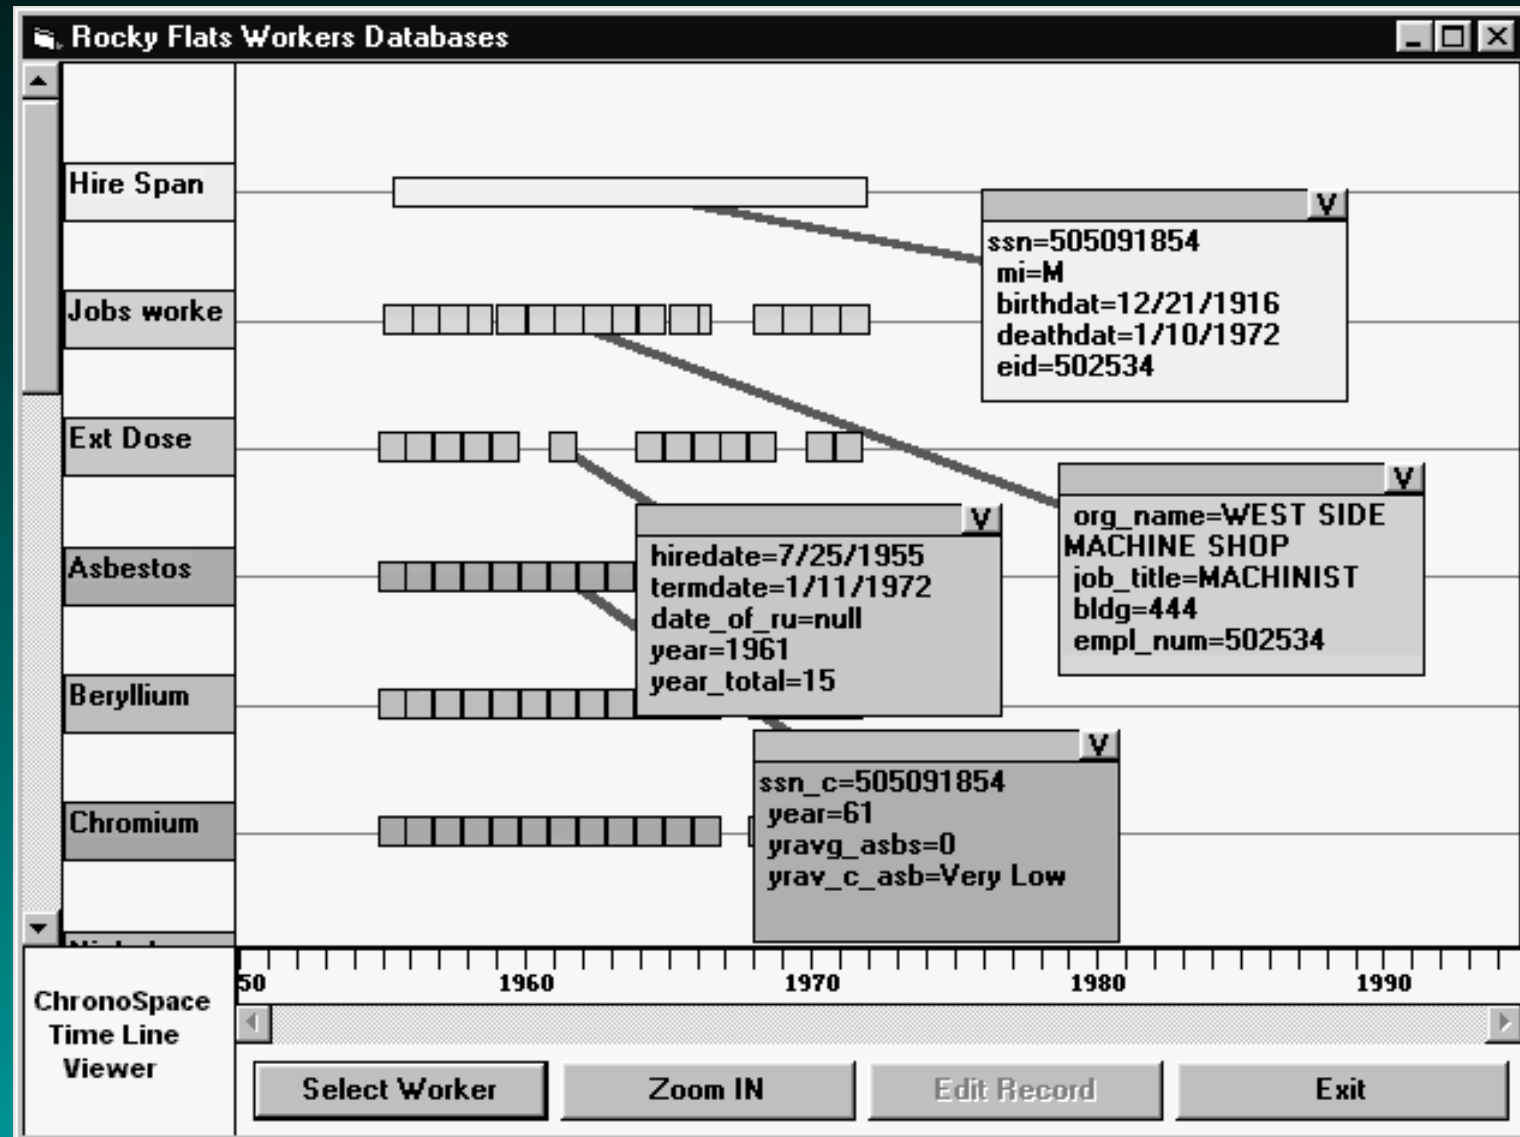 Rocky Flats Workers Databases
Hire Span
Jobs worke
Ext Dose
Asbestos
Beryllium
Chromium
V
ssn=505091854
mi=M
birthdat=12/21/1916
deathdat=1/10/1972
eid=502534
V
org_name=WEST SIDE
MACHINE SHOP
job_title=MACHINIST
bldg=444
empl_num=502534
V
hiredate=7/25/1955
termdate=1/11/1972
date_of_ru=null
year=1961
year_total=15
V
ssn_c=505091854
year=61
yravg_asbs=0
yrav_c_asb=Very Low
50 1960 1970 1980 1990
ChronoSpace
Time Line
Viewer
Select Worker
Zoom IN
Edit Record
Exit